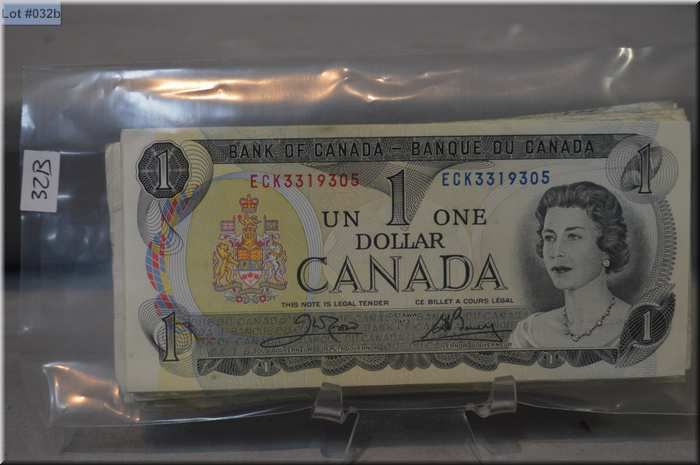 Lot #032b
32B
BANK OF CANADA – BANQUE DU CANADA
1 1
ECK3319305 ECK3319305
UN 1 ONE
DOLLAR
CANADA
THIS NOTE IS LEGAL TENDER CE BILLET A COURS LÉGAL
1 1